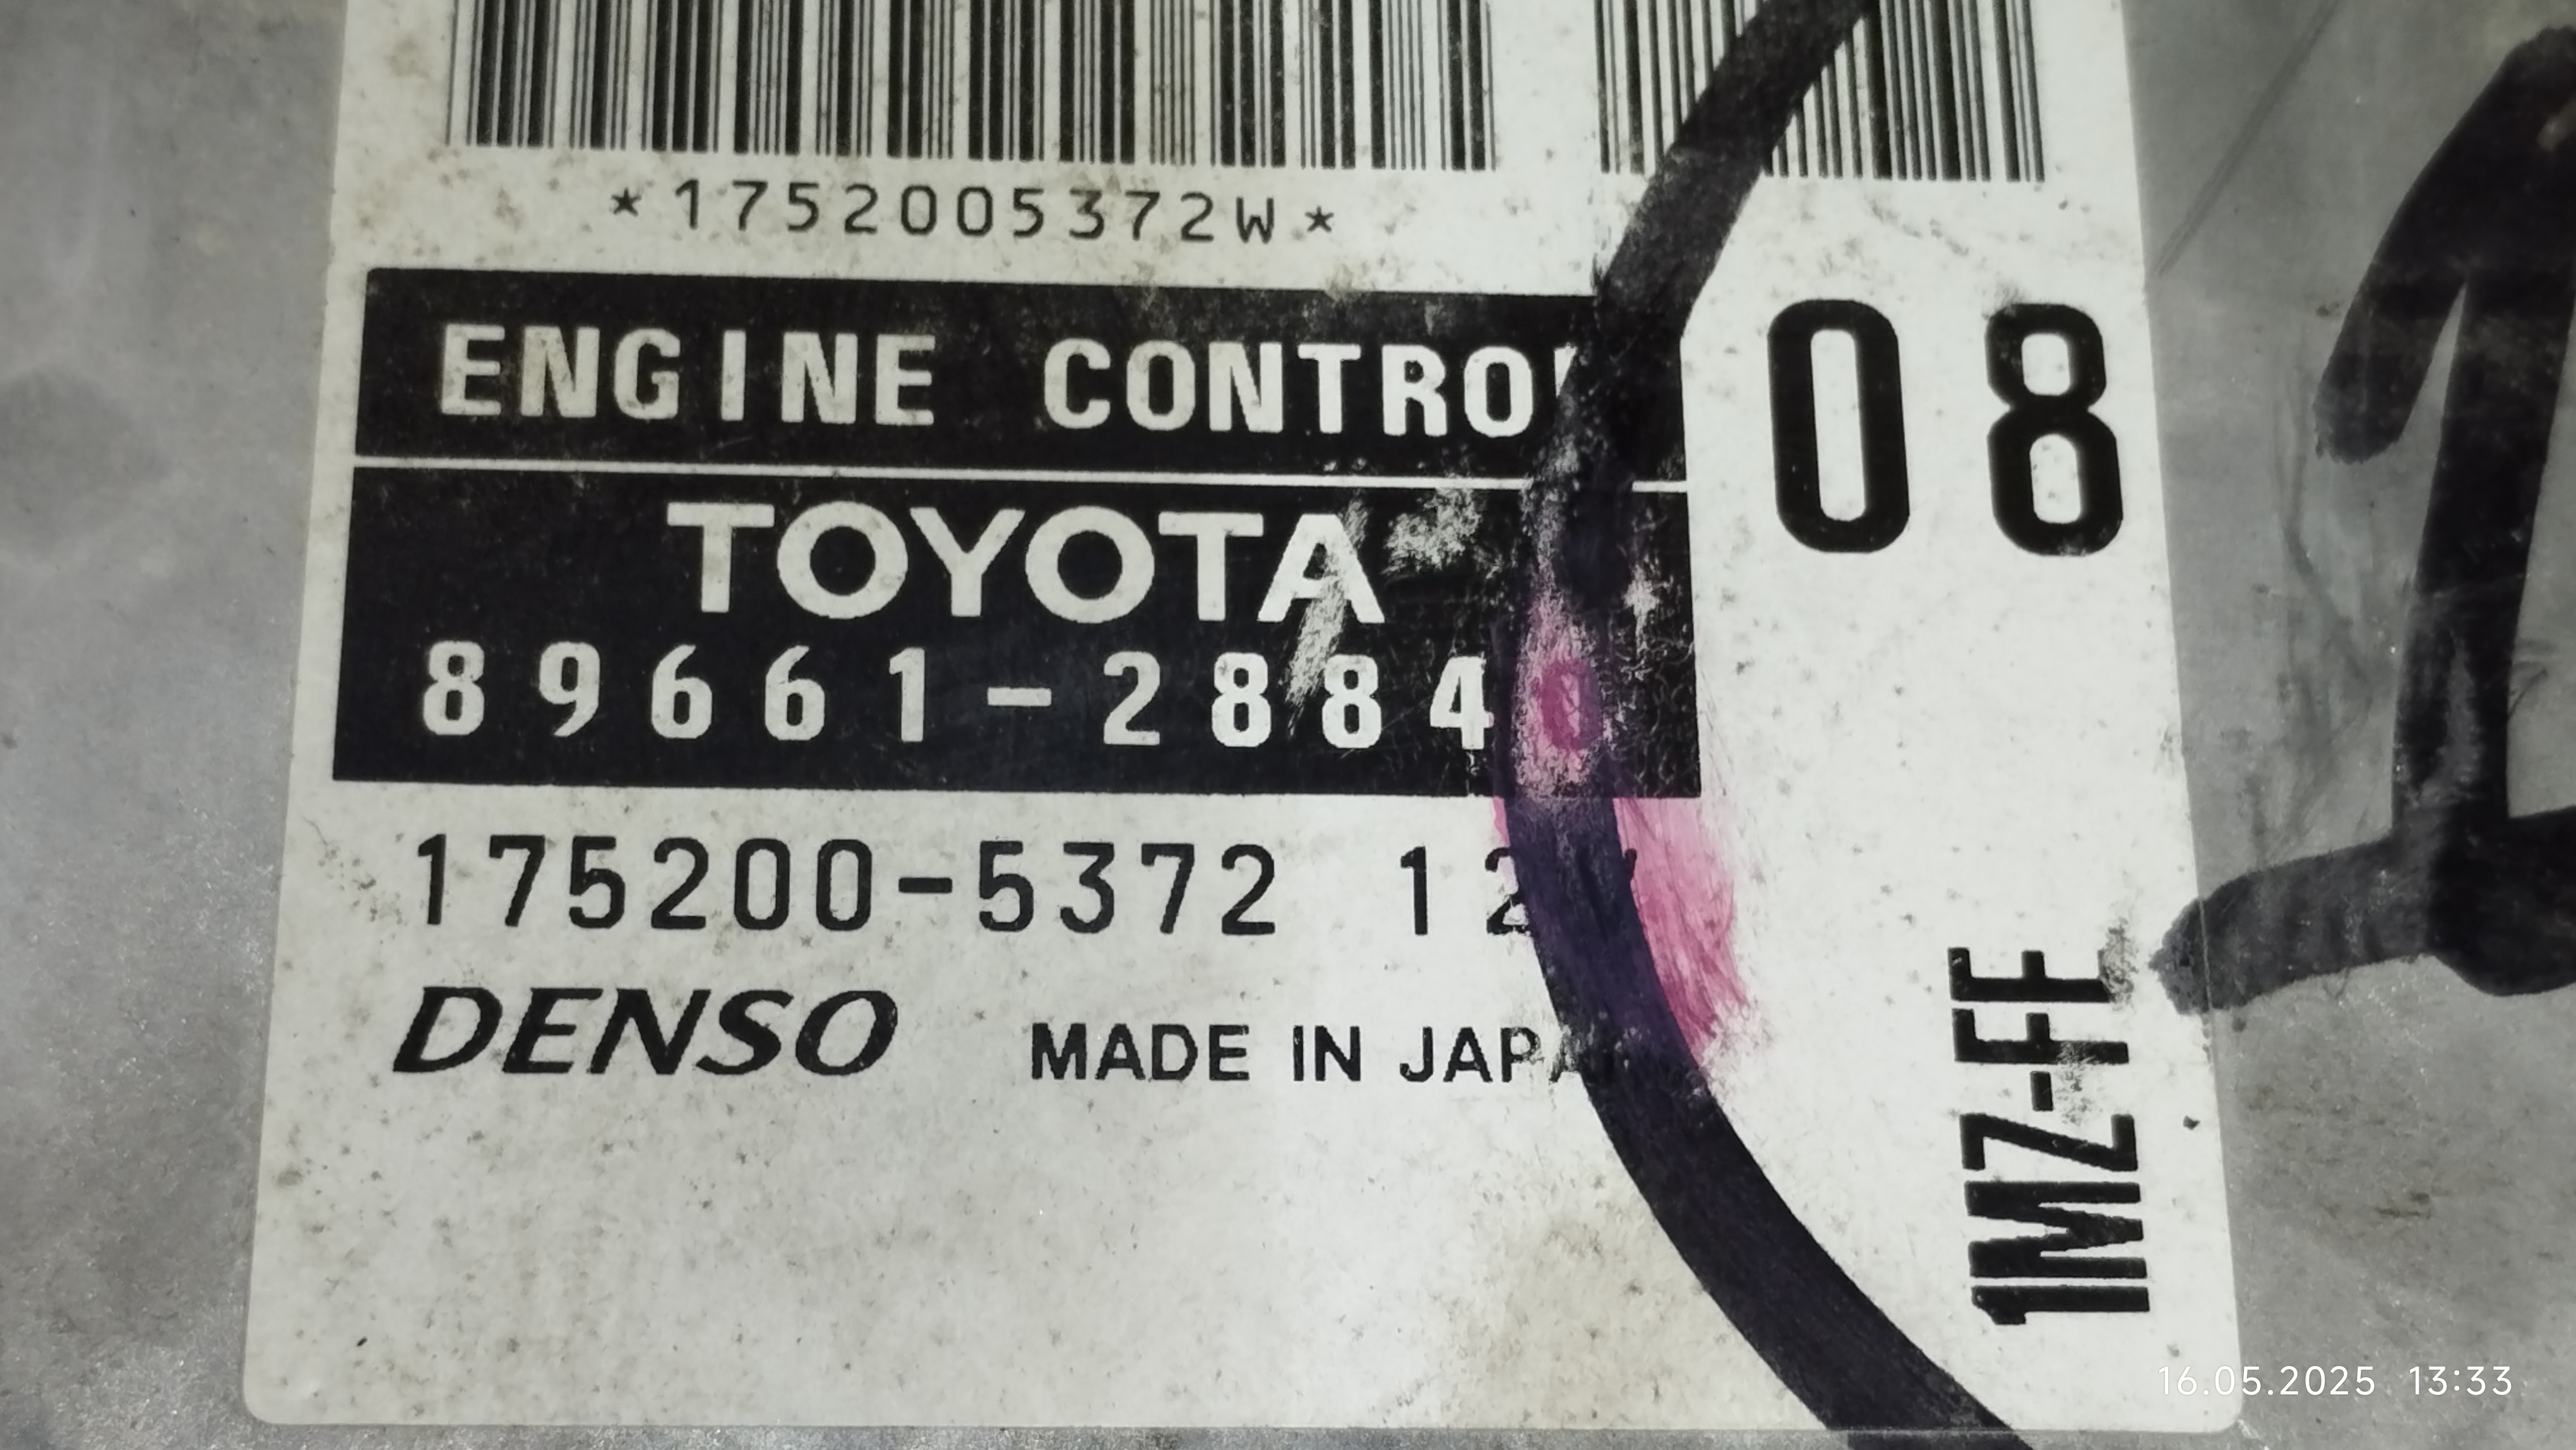 *1752005372W*
ENGINE CONTROL
08
TOYOTA
89661-28840
175200-5372 12V
DENSO MADE IN JAPAN
1MZ-FE
16.05.2025 13:33